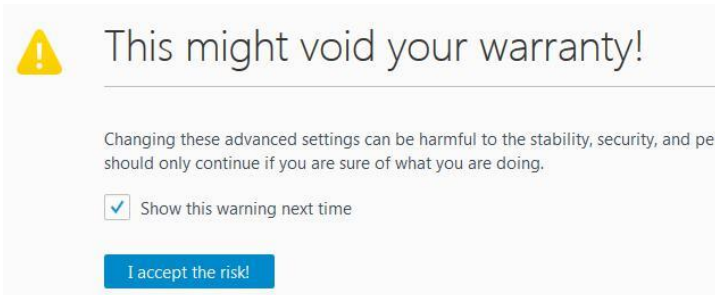 This might void your warranty!
Changing these advanced settings can be harmful to the stability, security, and pe
should only continue if you are sure of what you are doing.
Show this warning next time
I accept the risk!